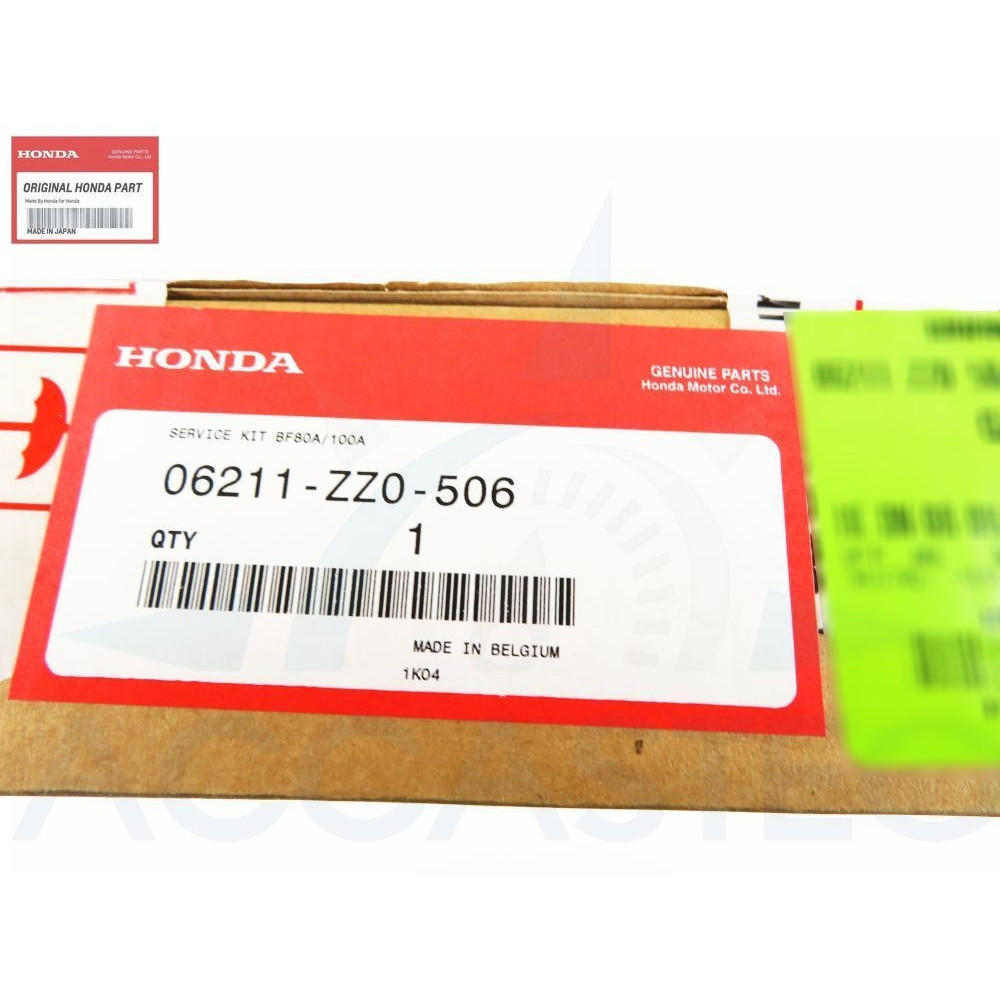 HONDA
GENUINE PARTS
Honda Motor Co., Ltd
ORIGINAL HONDA PART
Made By Honda for Honda
MADE IN JAPAN
HONDA
GENUINE PARTS
Honda Motor Co., Ltd.
SERVICE KIT BF80A/100A
06211-ZZ0-506
QTY 1
MADE IN BELGIUM
1K04